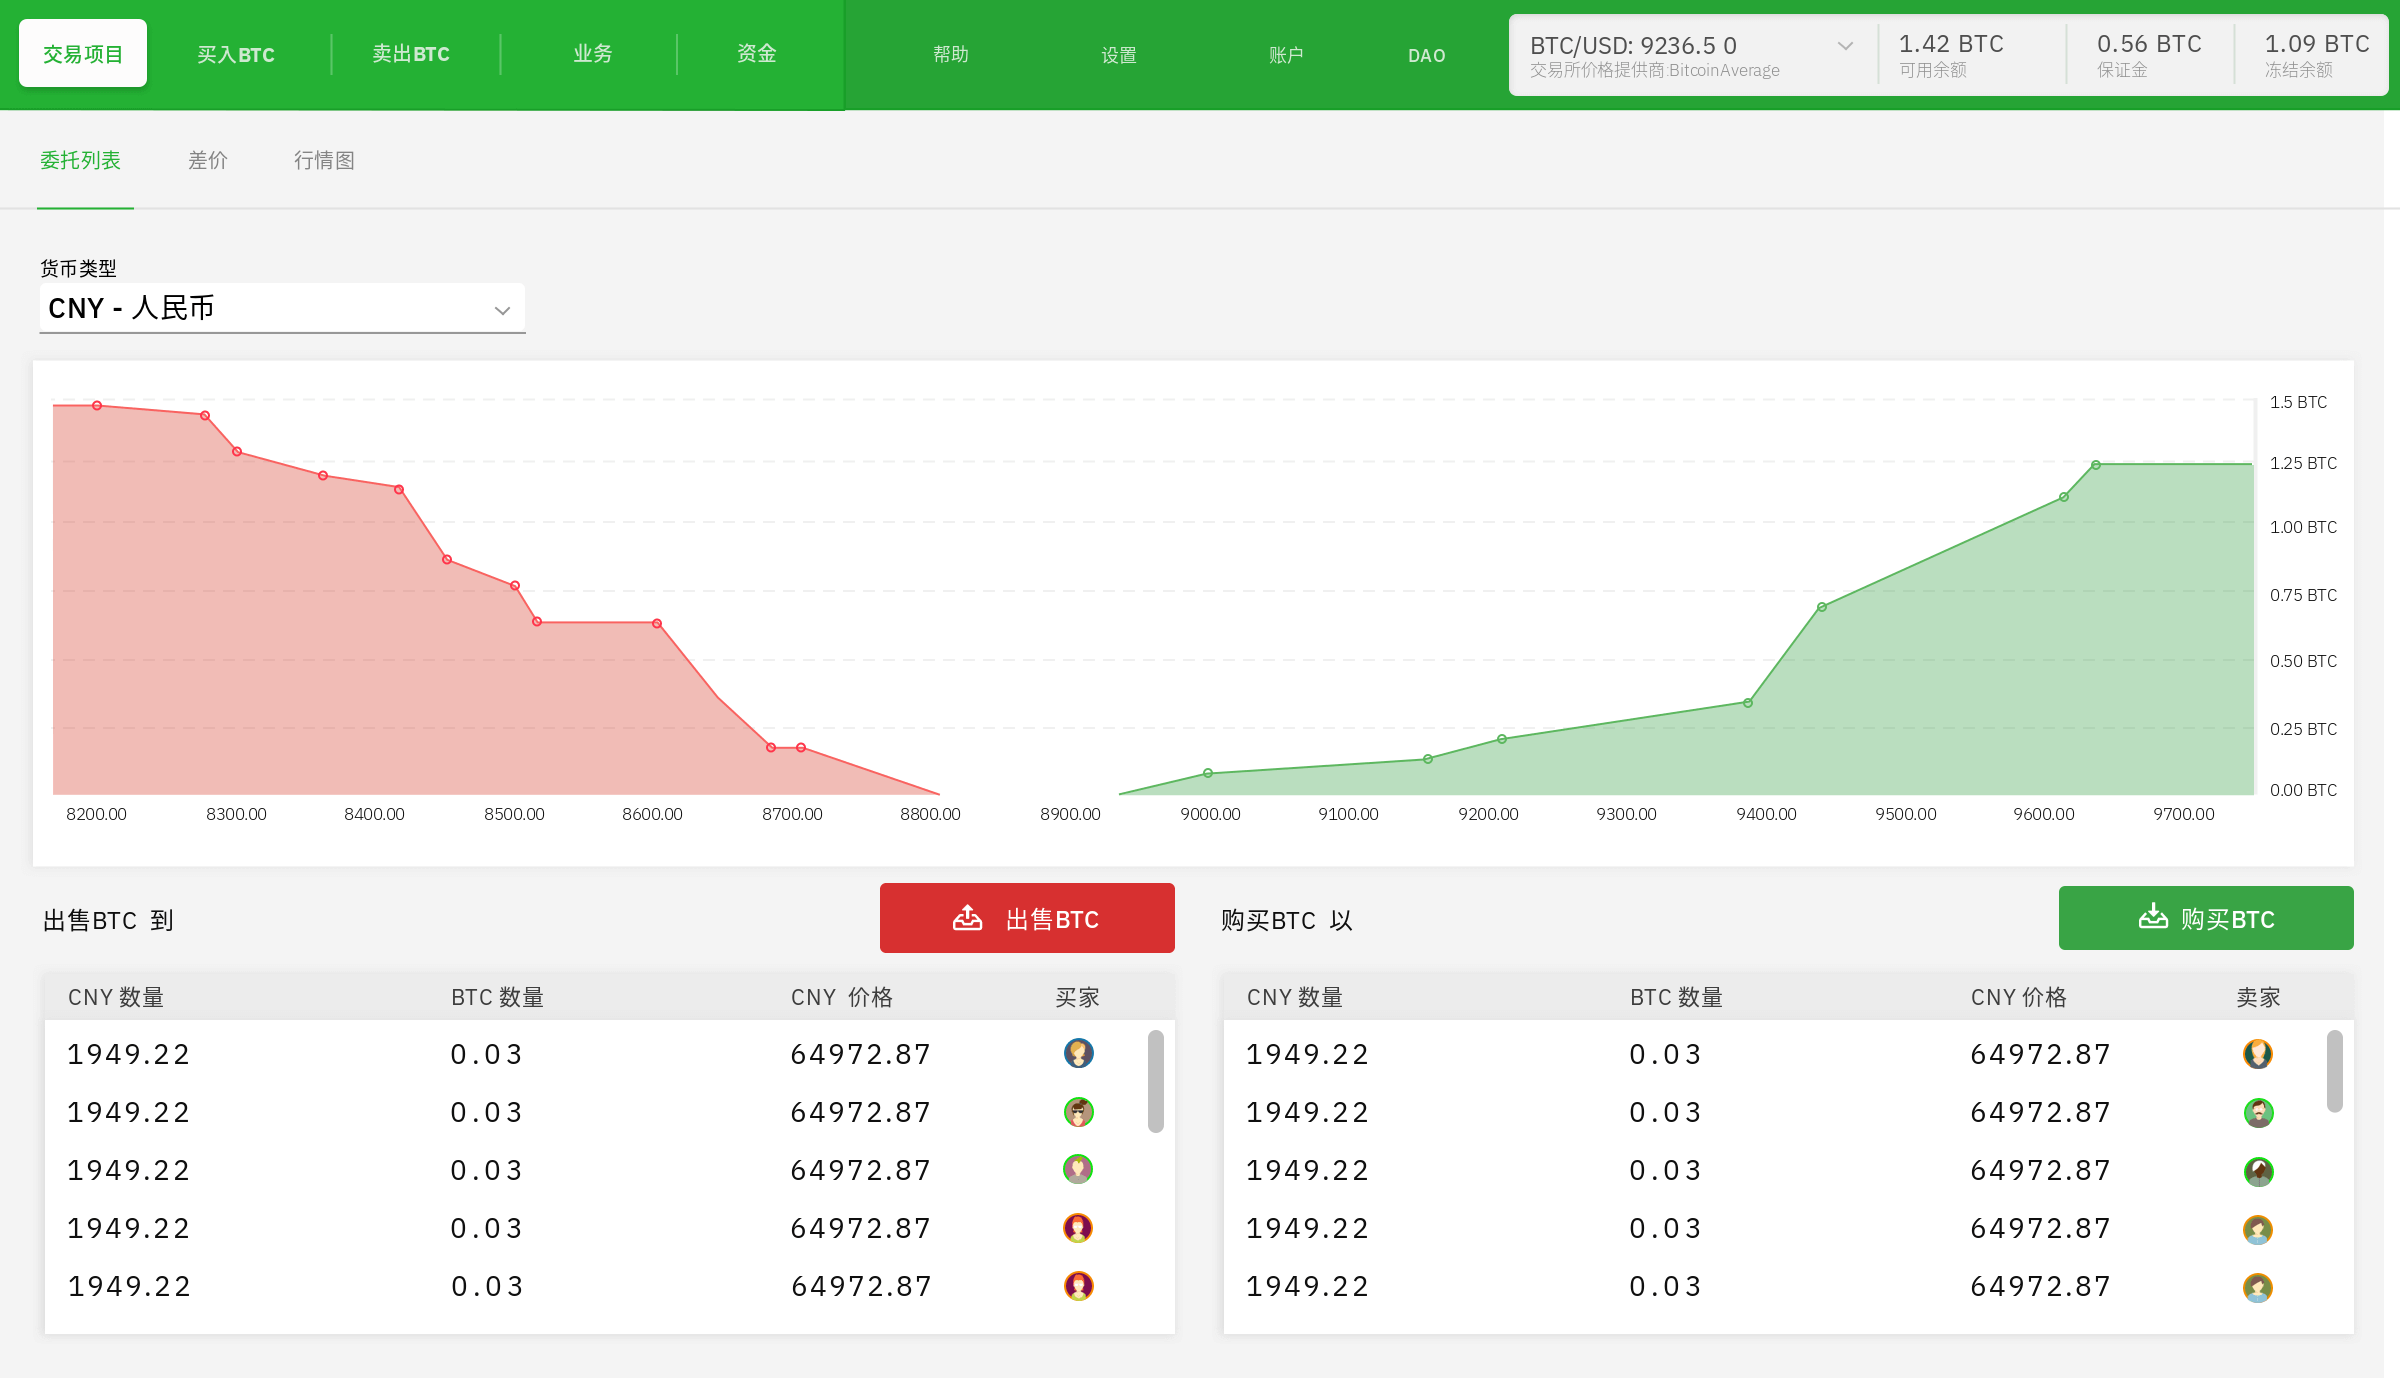 交易项目 买入BTC 卖出BTC 业务 资金 帮助 设置 账户 DAO BTC/USD: 9236.5 0 1.42 BTC 0.56 BTC 1.09 BTC
交易所价格提供商:BitcoinAverage 可用余额 保证金 冻结余额
委托列表 差价 行情图
货币类型
CNY - 人民币
1.5 BTC
1.25 BTC
1.00 BTC
0.75 BTC
0.50 BTC
0.25 BTC
0.00 BTC
8200.00 8300.00 8400.00 8500.00 8600.00 8700.00 8800.00 8900.00 9000.00 9100.00 9200.00 9300.00 9400.00 9500.00 9600.00 9700.00
出售BTC 到 出售BTC 购买BTC 以 购买BTC
CNY 数量 BTC 数量 CNY 价格 买家 CNY 数量 BTC 数量 CNY 价格 卖家
1949.22 0.03 64972.87 1949.22 0.03 64972.87
1949.22 0.03 64972.87 1949.22 0.03 64972.87
1949.22 0.03 64972.87 1949.22 0.03 64972.87
1949.22 0.03 64972.87 1949.22 0.03 64972.87
1949.22 0.03 64972.87 1949.22 0.03 64972.87